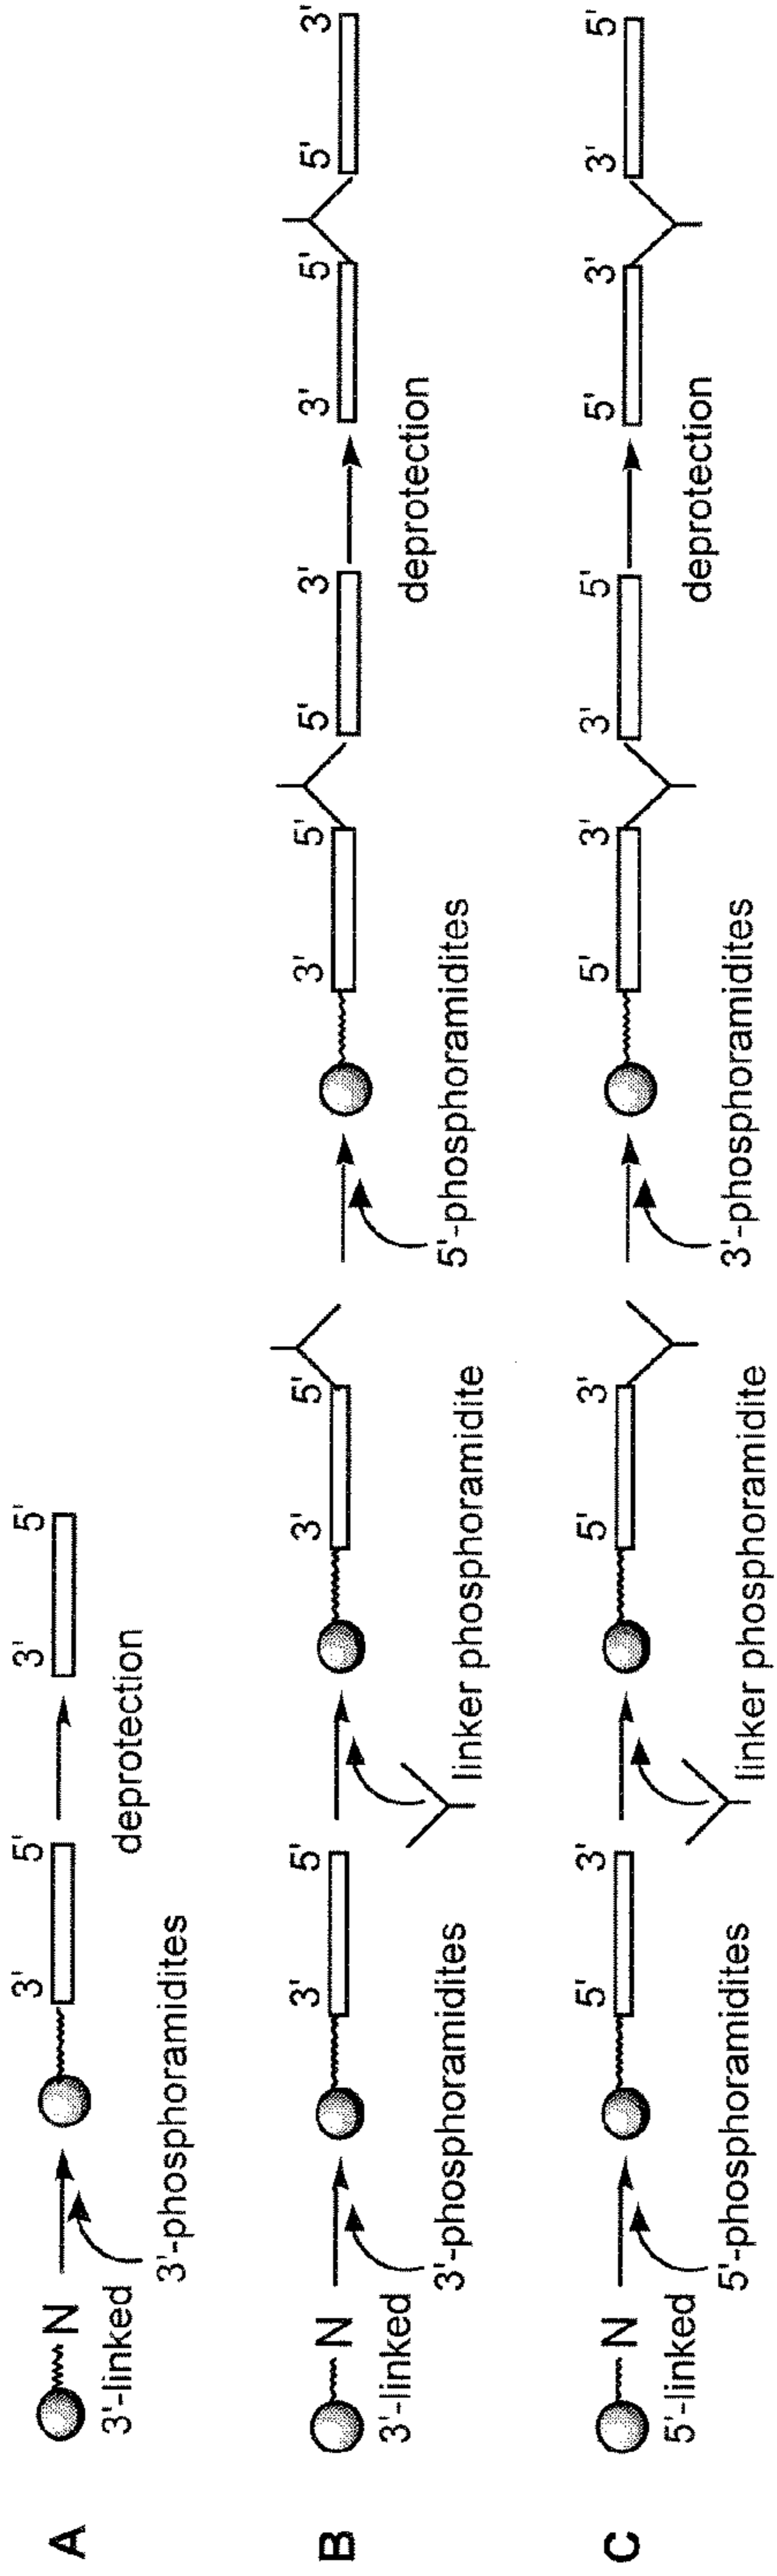 A
N
3'-linked
3'-phosphoramidites
3' 5'
deprotection
3' 5'
B
N
3'-linked
3'-phosphoramidites
3' 5'
linker phosphoramidite
3' 5'
5'-phosphoramidites
3' 5' 5' 3'
deprotection
3' 5' 5' 3'
C
N
5'-linked
5'-phosphoramidites
5' 3'
linker phosphoramidite
5' 3'
3'-phosphoramidites
5' 3' 3' 5'
deprotection
5' 3' 3' 5'